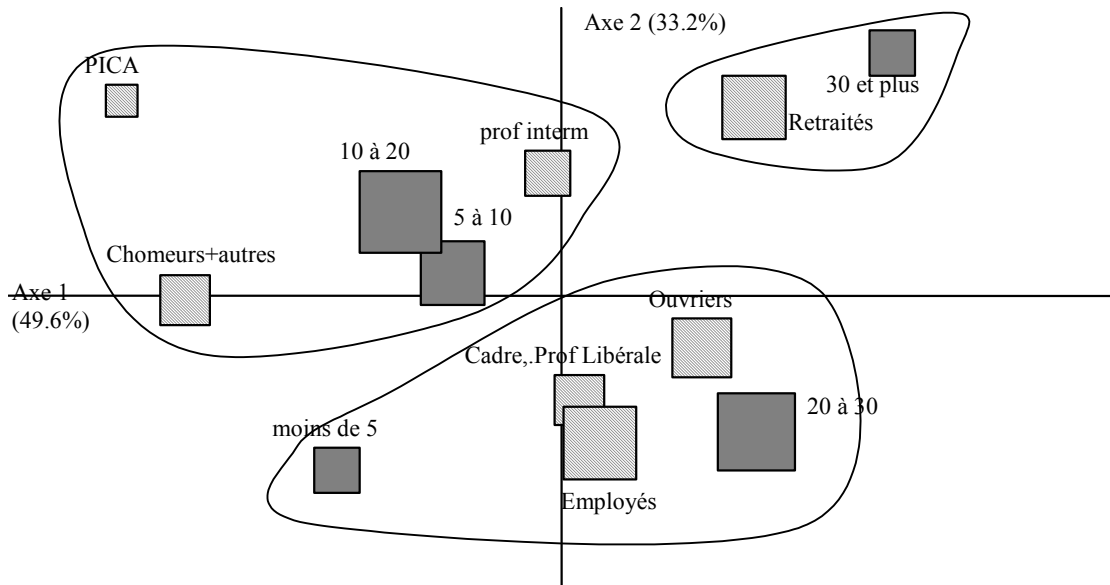 Axe 2 (33.2%)
PICA
30 et plus
Retraités
prof interm
10 à 20
5 à 10
Chomeurs+autres
Axe 1
(49.6%)
Ouvriers
Cadre,.Prof Libérale
20 à 30
moins de 5
Employés